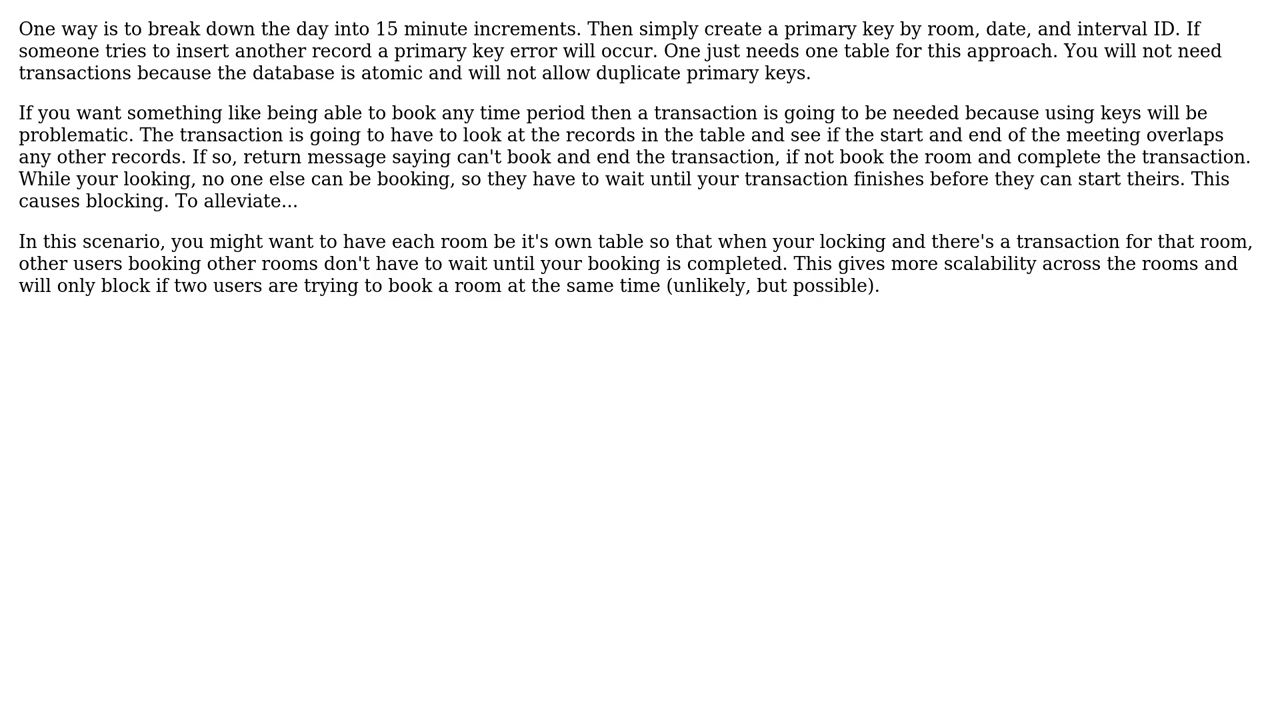 One way is to break down the day into 15 minute increments. Then simply create a primary key by room, date, and interval ID. If
someone tries to insert another record a primary key error will occur. One just needs one table for this approach. You will not need
transactions because the database is atomic and will not allow duplicate primary keys.
If you want something like being able to book any time period then a transaction is going to be needed because using keys will be
problematic. The transaction is going to have to look at the records in the table and see if the start and end of the meeting overlaps
any other records. If so, return message saying can't book and end the transaction, if not book the room and complete the transaction.
While your looking, no one else can be booking, so they have to wait until your transaction finishes before they can start theirs. This
causes blocking. To alleviate...
In this scenario, you might want to have each room be it's own table so that when your locking and there's a transaction for that room,
other users booking other rooms don't have to wait until your booking is completed. This gives more scalability across the rooms and
will only block if two users are trying to book a room at the same time (unlikely, but possible).